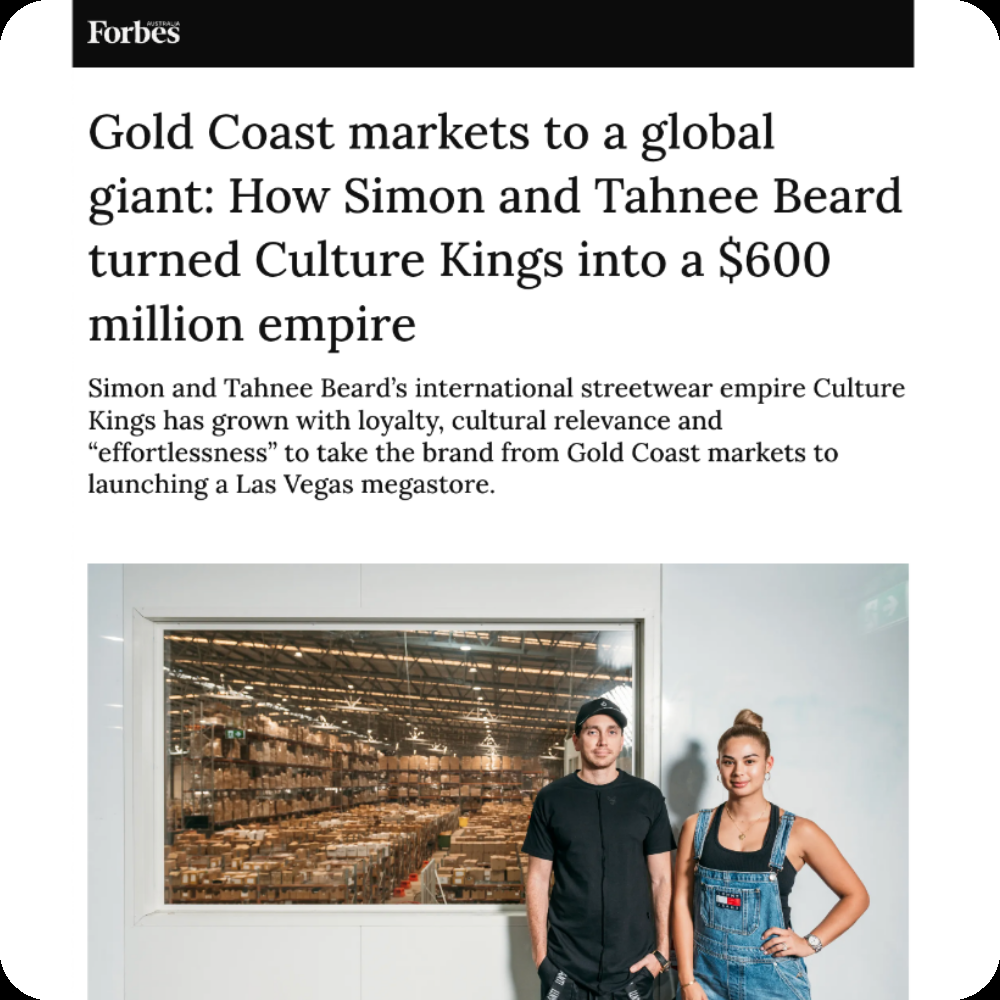 Forbes
AUSTRALIA
Gold Coast markets to a global
giant: How Simon and Tahnee Beard
turned Culture Kings into a $600
million empire
Simon and Tahnee Beard’s international streetwear empire Culture
Kings has grown with loyalty, cultural relevance and
“effortlessness” to take the brand from Gold Coast markets to
launching a Las Vegas megastore.